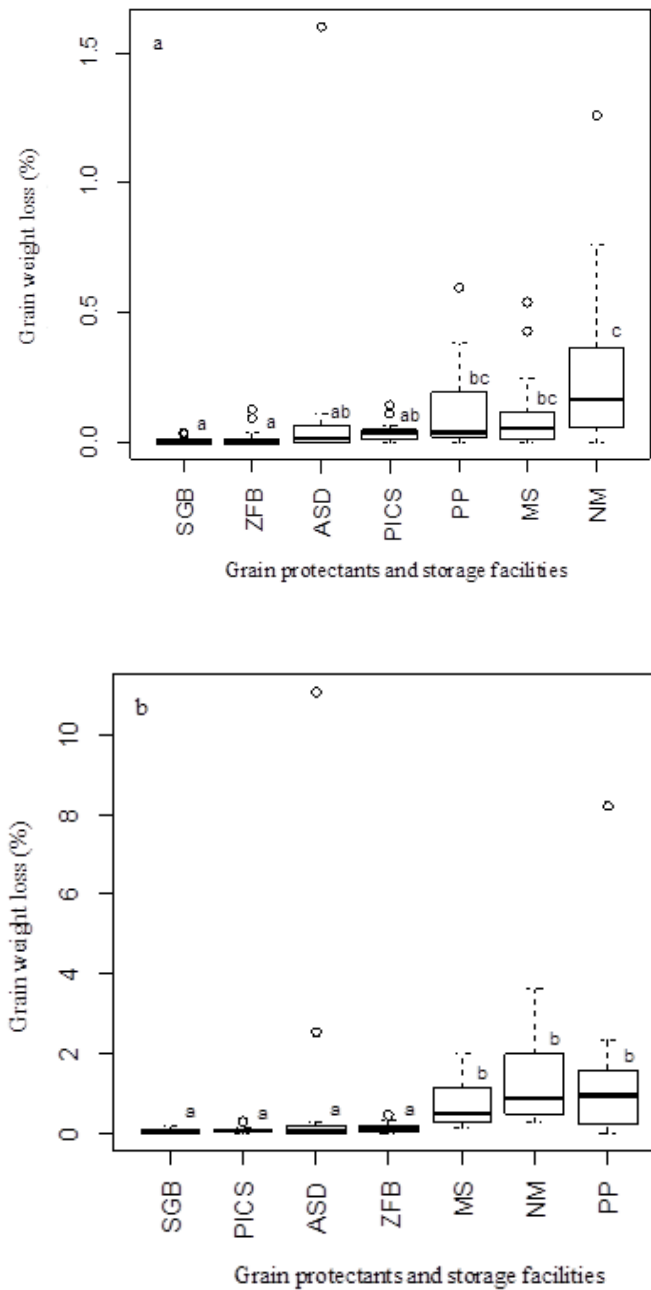 a
Grain weight loss (%)
1.5
1.0
0.5
0.0
a
a
ab
ab
bc
bc
c
SGB
ZFB
ASD
PICS
PP
MS
NM
Grain protectants and storage facilities
b
Grain weight loss (%)
10
8
6
4
2
0
a
a
a
a
b
b
b
SGB
PICS
ASD
ZFB
MS
NM
PP
Grain protectants and storage facilities